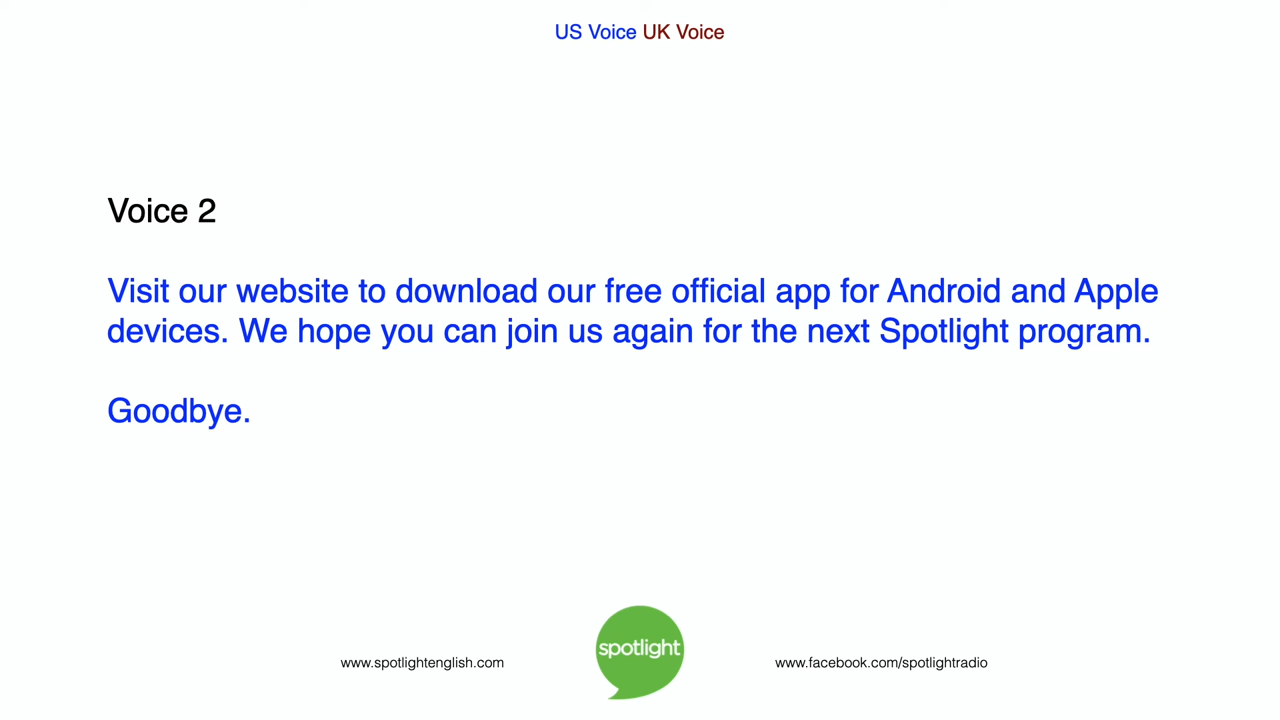 US Voice UK Voice
Voice 2
Visit our website to download our free official app for Android and Apple
devices. We hope you can join us again for the next Spotlight program.
Goodbye.
www.spotlightenglish.com
spotlight
www.facebook.com/spotlightradio